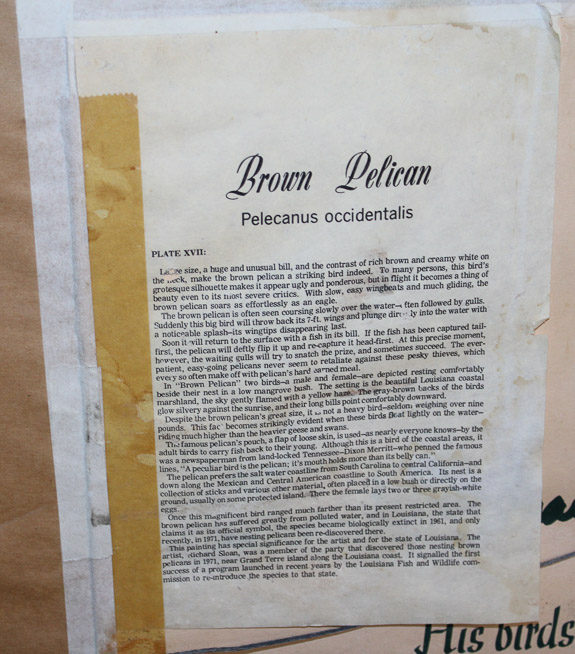 Brown Pelican
Pelecanus occidentalis
PLATE XVII:
Large size, a huge and unusual bill, and the contrast of rich brown and creamy white on
the neck, make the brown pelican a striking bird indeed. To many persons, this bird's
grotesque silhouette makes it appear ugly and ponderous, but in flight it becomes a thing of
beauty even to its most severe critics. With slow, easy wingbeats and much gliding, the
brown pelican soars as effortlessly as an eagle.
The brown pelican is often seen coursing slowly over the water—often followed by gulls.
Suddenly this big bird will throw back its 7-ft. wings and plunge directly into the water with
a noticeable splash—its wingtips disappearing last.
Soon it will return to the surface with a fish in its bill. If the fish has been captured tail-
first, the pelican will deftly flip it up and re-capture it head-first. At this precise moment,
however, the waiting gulls will try to snatch the prize, and sometimes succeed. The ever-
patient, easy-going pelicans never seem to retaliate against these pesky thieves, which
every so often make off with pelican's hard earned meal.
In "Brown Pelican" two birds—a male and female—are depicted resting comfortably
beside their nest in a low mangrove bush. The setting is the beautiful Louisiana coastal
marshland, the sky gently flamed with a yellow haze. The gray-brown backs of the birds
glow silvery against the sunrise, and their long bills point comfortably downward.
Despite the brown pelican's great size, it is not a heavy bird—seldom weighing over nine
pounds. This fact becomes strikingly evident when these birds float lightly on the water—
riding much higher than the heavier geese and swans.
The famous pelican's pouch, a flap of loose skin, is used—as nearly everyone knows—by the
adult birds to carry fish back to their young. Although this is a bird of the coastal areas, it
was a newspaperman from land-locked Tennessee—Dixon Merritt—who penned the famous
lines, "A peculiar bird is the pelican; it's mouth holds more than its belly can."
The pelican prefers the salt water coastline from South Carolina to central California—and
down along the Mexican and Central American coastline to South America. Its nest is a
collection of sticks and various other material, often placed in a low bush or directly on the
ground, usually on some protected island. There the female lays two or three grayish-white
eggs.
Once this magnificent bird ranged much farther than its present restricted area. The
brown pelican has suffered greatly from polluted water, and in Louisiana, the state that
claims it as its official symbol, the species became biologically extinct in 1961, and only
recently, in 1971, have nesting pelicans been re-discovered there.
This painting has special significance for the artist and for the state of Louisiana. The
artist, Richard Sloan, was a member of the party that discovered those nesting brown
pelicans in 1971, near Grand Terre island along the Louisiana coast. It signalled the first
success of a program launched in recent years by the Louisiana Fish and Wildlife com-
mission to re-introduce the species to that state.
His birds